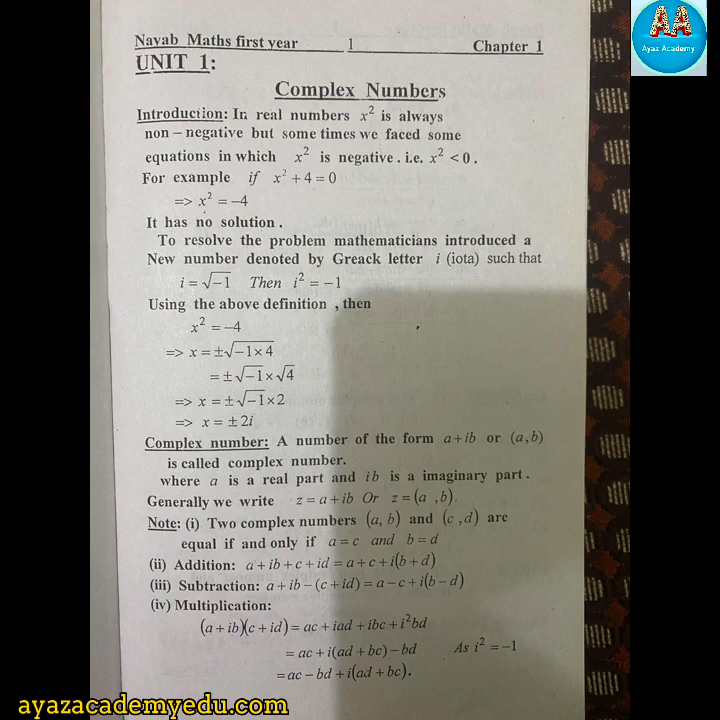 AA
Ayaz Academy
Nayab Maths first year 1 Chapter 1
UNIT 1:
Complex Numbers
Introduction: In real numbers x² is always
non – negative but some times we faced some
equations in which x² is negative . i.e. x² < 0 .
For example if x² + 4 = 0
=> x² = –4
It has no solution .
To resolve the problem mathematicians introduced a
New number denoted by Greack letter i (iota) such that
i = √–1 Then i² = –1
Using the above definition , then
x² = –4
=> x = ±√–1×4
= ±√–1×√4
=> x = ±√–1×2
=> x = ±2i
Complex number: A number of the form a+ib or (a,b)
is called complex number.
where a is a real part and ib is a imaginary part .
Generally we write z = a+ib Or z = (a ,b).
Note: (i) Two complex numbers (a, b) and (c ,d) are
equal if and only if a = c and b = d
(ii) Addition: a+ib+c+id = a+c+i(b+d)
(iii) Subtraction: a+ib–(c+id) = a–c+i(b–d)
(iv) Multiplication:
(a+ib)(c+id) = ac+iad+ibc+i²bd
= ac+i(ad+bc)–bd As i² = –1
= ac–bd+i(ad+bc).
ayazacademyedu.com